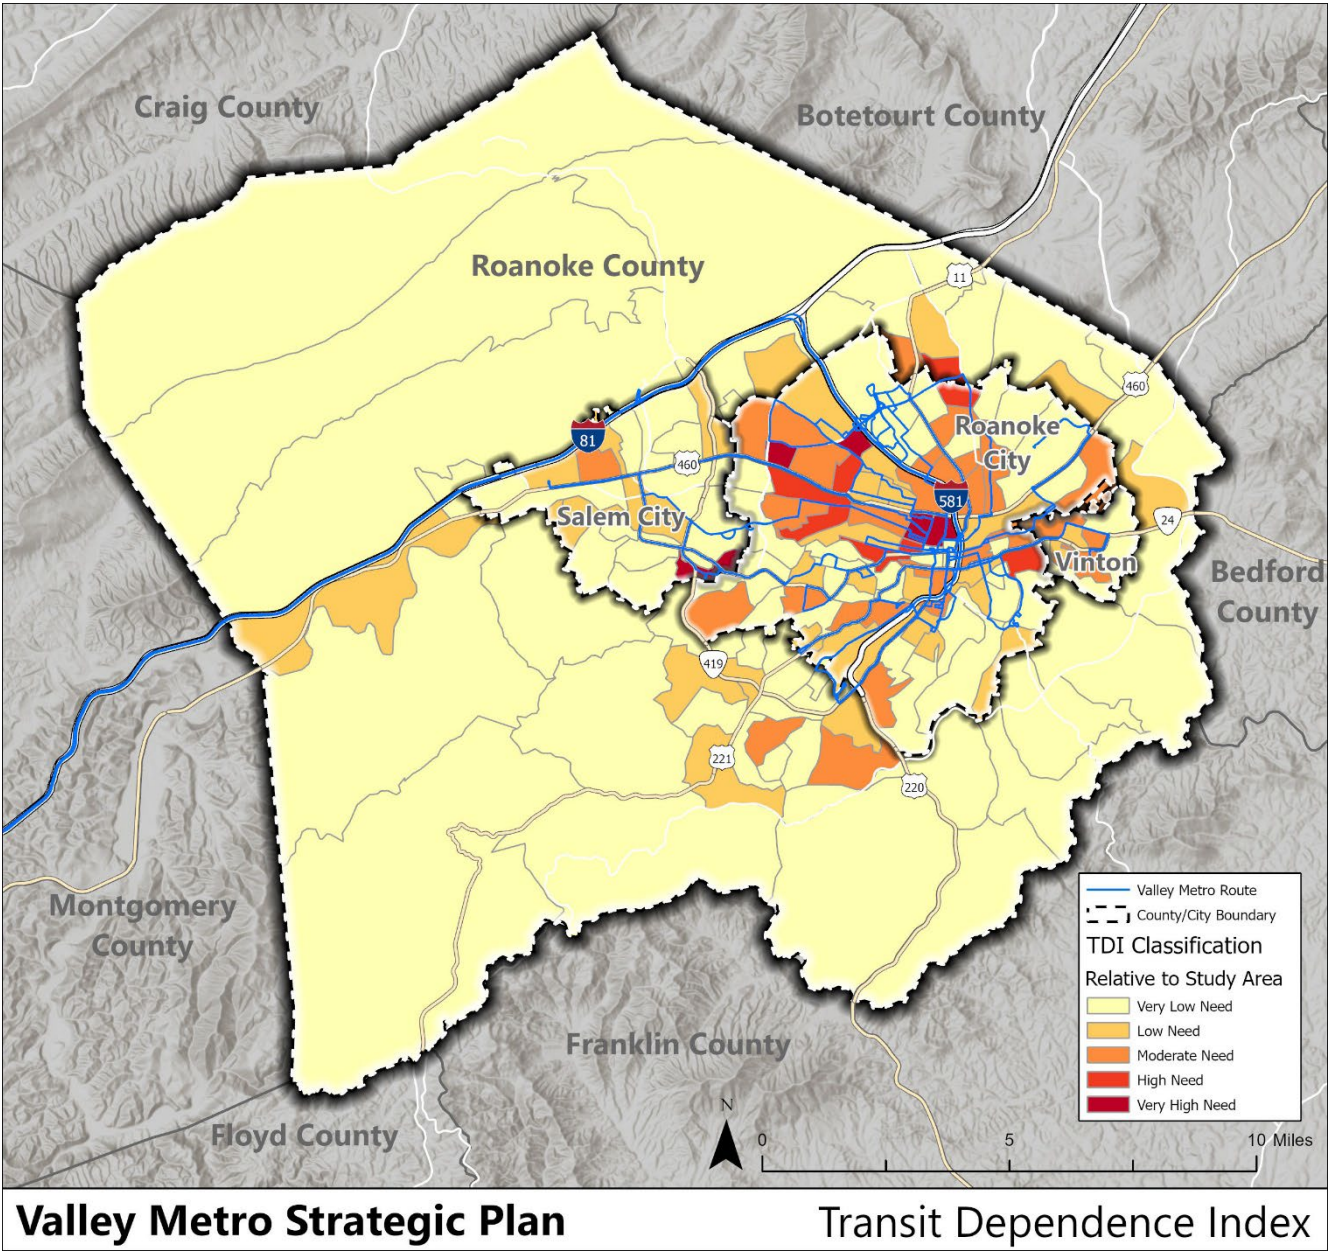 Craig County
Botetourt County
Roanoke County
11
460
Roanoke
City
81
460
581
Salem City
24
Vinton
Bedford
County
419
221
220
Montgomery
County
Franklin County
Floyd County
Valley Metro Route
County/City Boundary
TDI Classification
Relative to Study Area
Very Low Need
Low Need
Moderate Need
High Need
Very High Need
N
0 5 10 Miles
Valley Metro Strategic Plan Transit Dependence Index